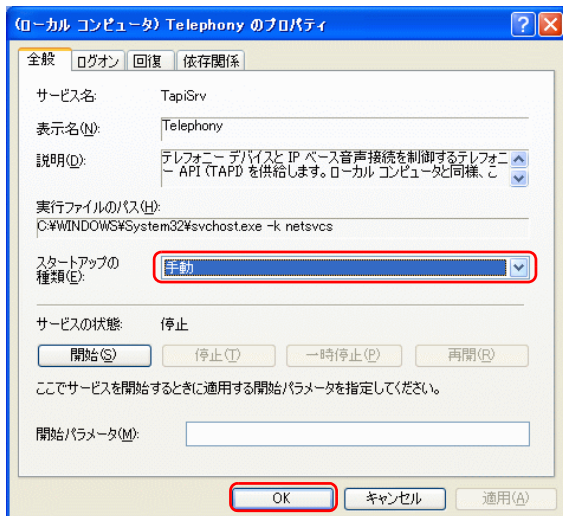 (ローカル コンピュータ) Telephony のプロパティ
全般 ログオン 回復 依存関係
サービス名: TapiSrv
表示名(N): Telephony
説明(D): テレフォニー デバイスと IP ベース音声接続を制御するテレフォニ
ー API (TAPI) を供給します。ローカル コンピュータと同様、こ
実行ファイルのパス(H):
C:¥WINDOWS¥System32¥svchost.exe -k netsvcs
スタートアップの
種類(E): 手動
サービスの状態: 停止
開始(S) 停止(T) 一時停止(P) 再開(R)
ここでサービスを開始するときに適用する開始パラメータを指定してください。
開始パラメータ(M):
OK キャンセル 適用(A)